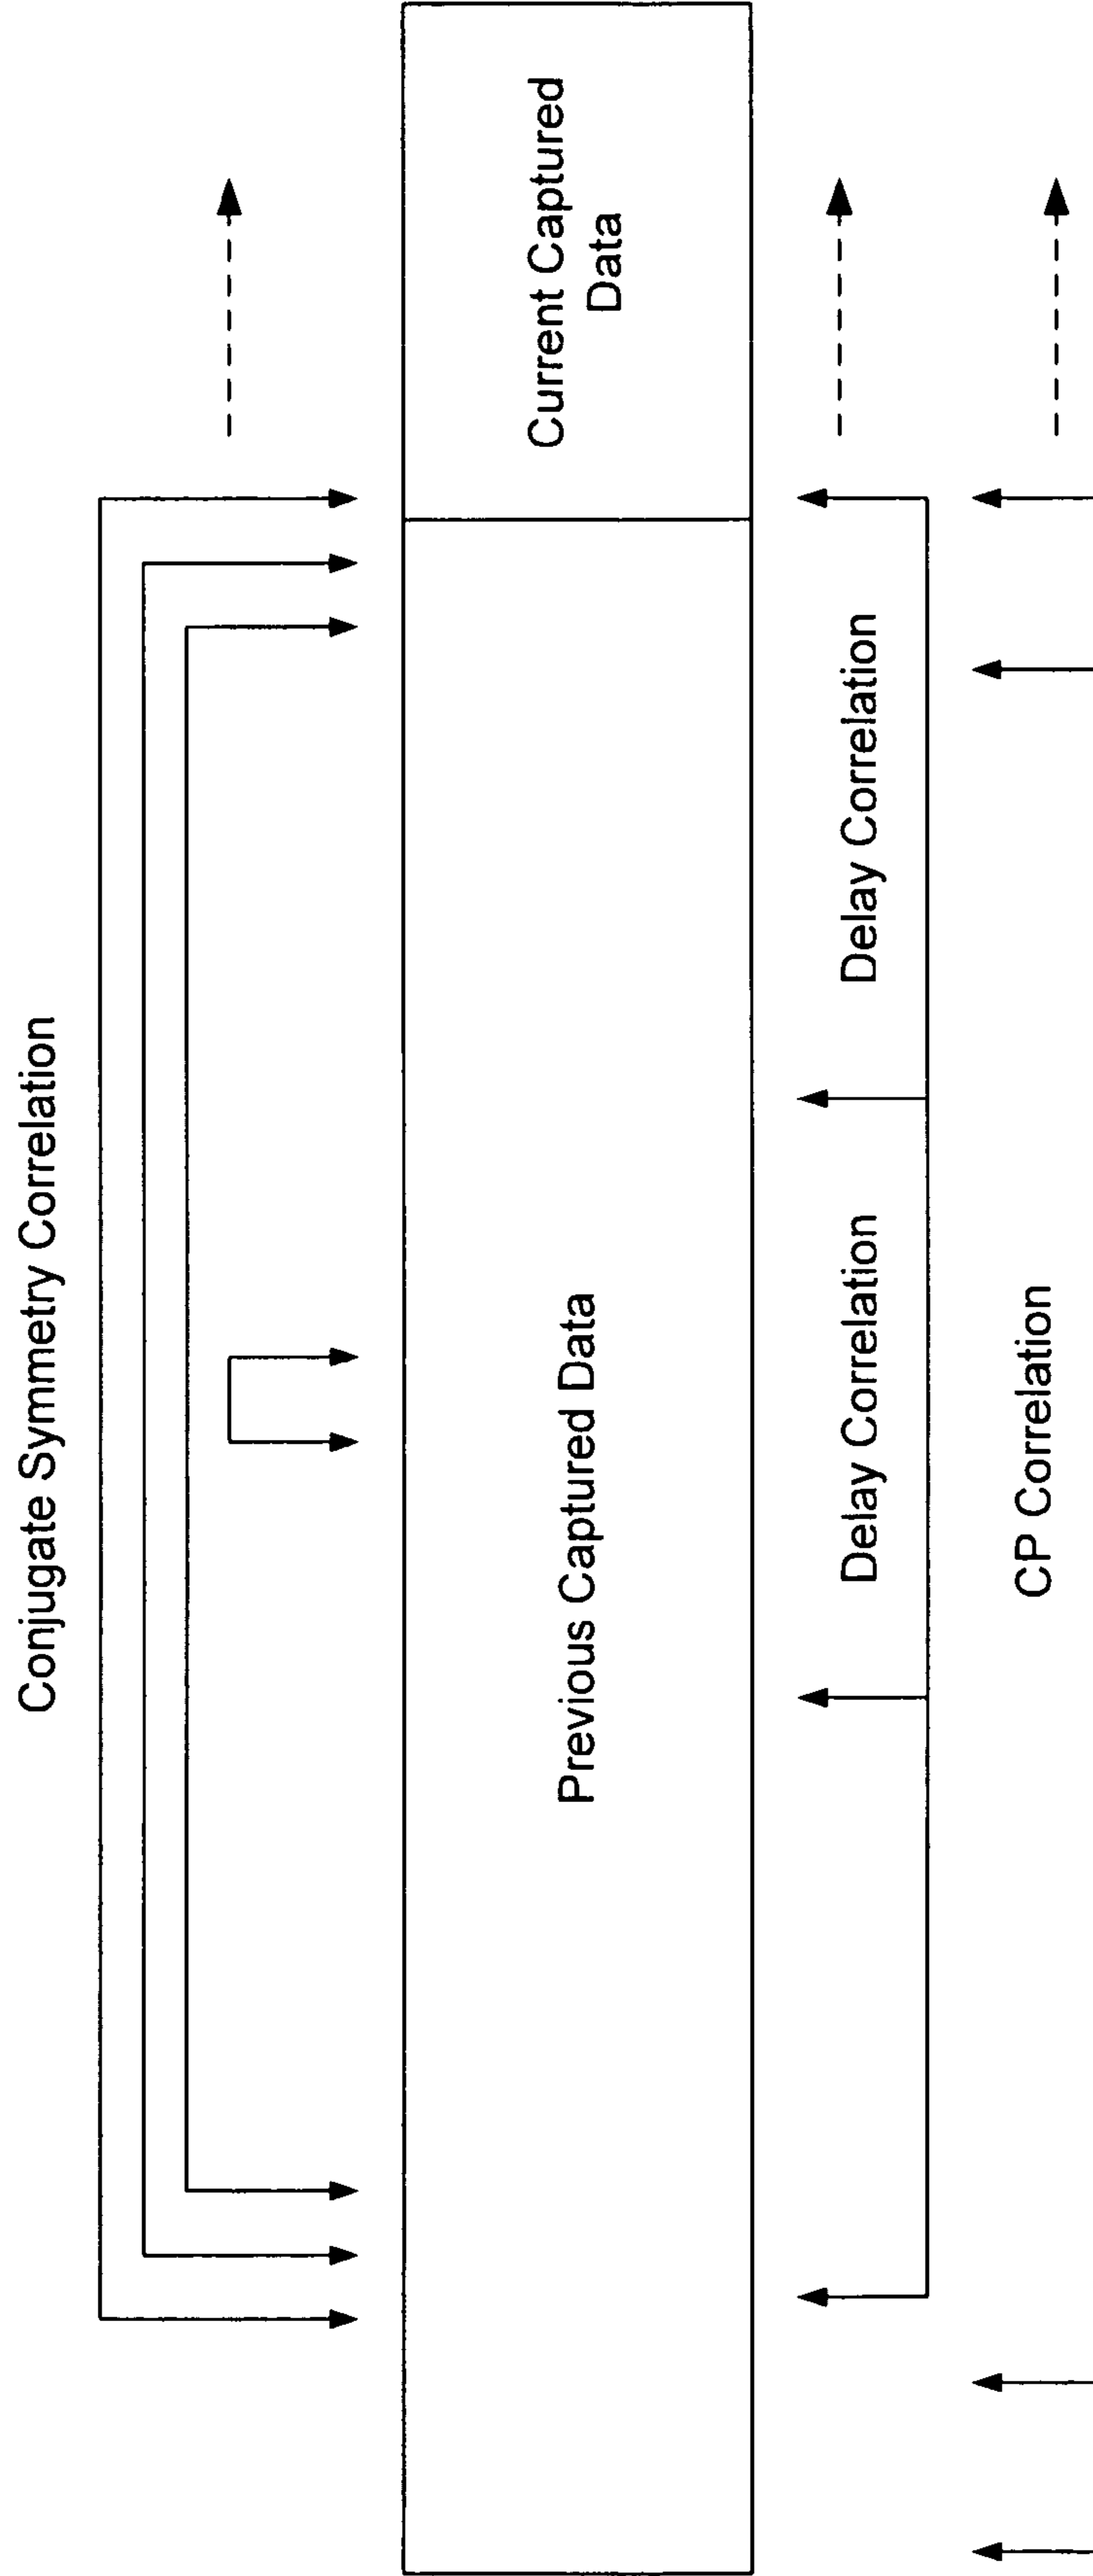 Conjugate Symmetry Correlation
Previous Captured Data
Current Captured
Data
Delay Correlation
Delay Correlation
CP Correlation